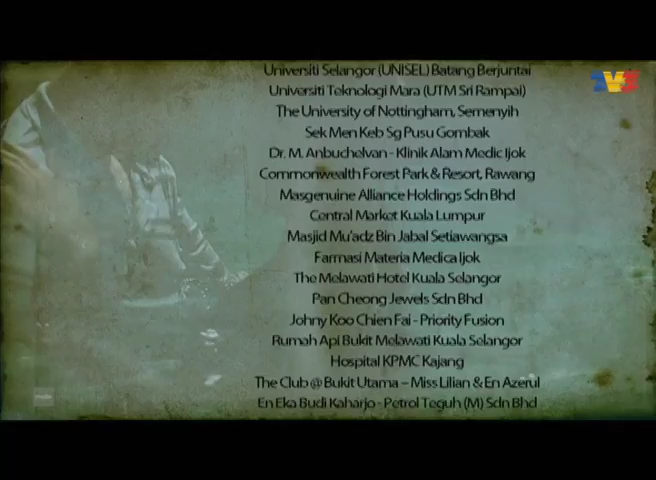 Universiti Selangor (UNISEL) Batang Berjuntai
TV3
Universiti Teknologi Mara (UTM Sri Rampai)
The University of Nottingham, Semenyih
Sek Men Keb Sg Pusu Gombak
Dr. M. Anbuchelvan - Klinik Alam Medic Ijok
Commonwealth Forest Park & Resort, Rawang
Masgenuine Alliance Holdings Sdn Bhd
Central Market Kuala Lumpur
Masjid Mu'adz Bin Jabal Setiawangsa
Farmasi Materia Medica Ijok
The Melawati Hotel Kuala Selangor
Pan Cheong Jewels Sdn Bhd
Johny Koo Chien Fai - Priority Fusion
Rumah Api Bukit Melawati Kuala Selangor
Hospital KPMC Kajang
The Club @ Bukit Utama – Miss Lilian & En Azerul
En Eka Budi Kaharjo - Petrol Teguh (M) Sdn Bhd